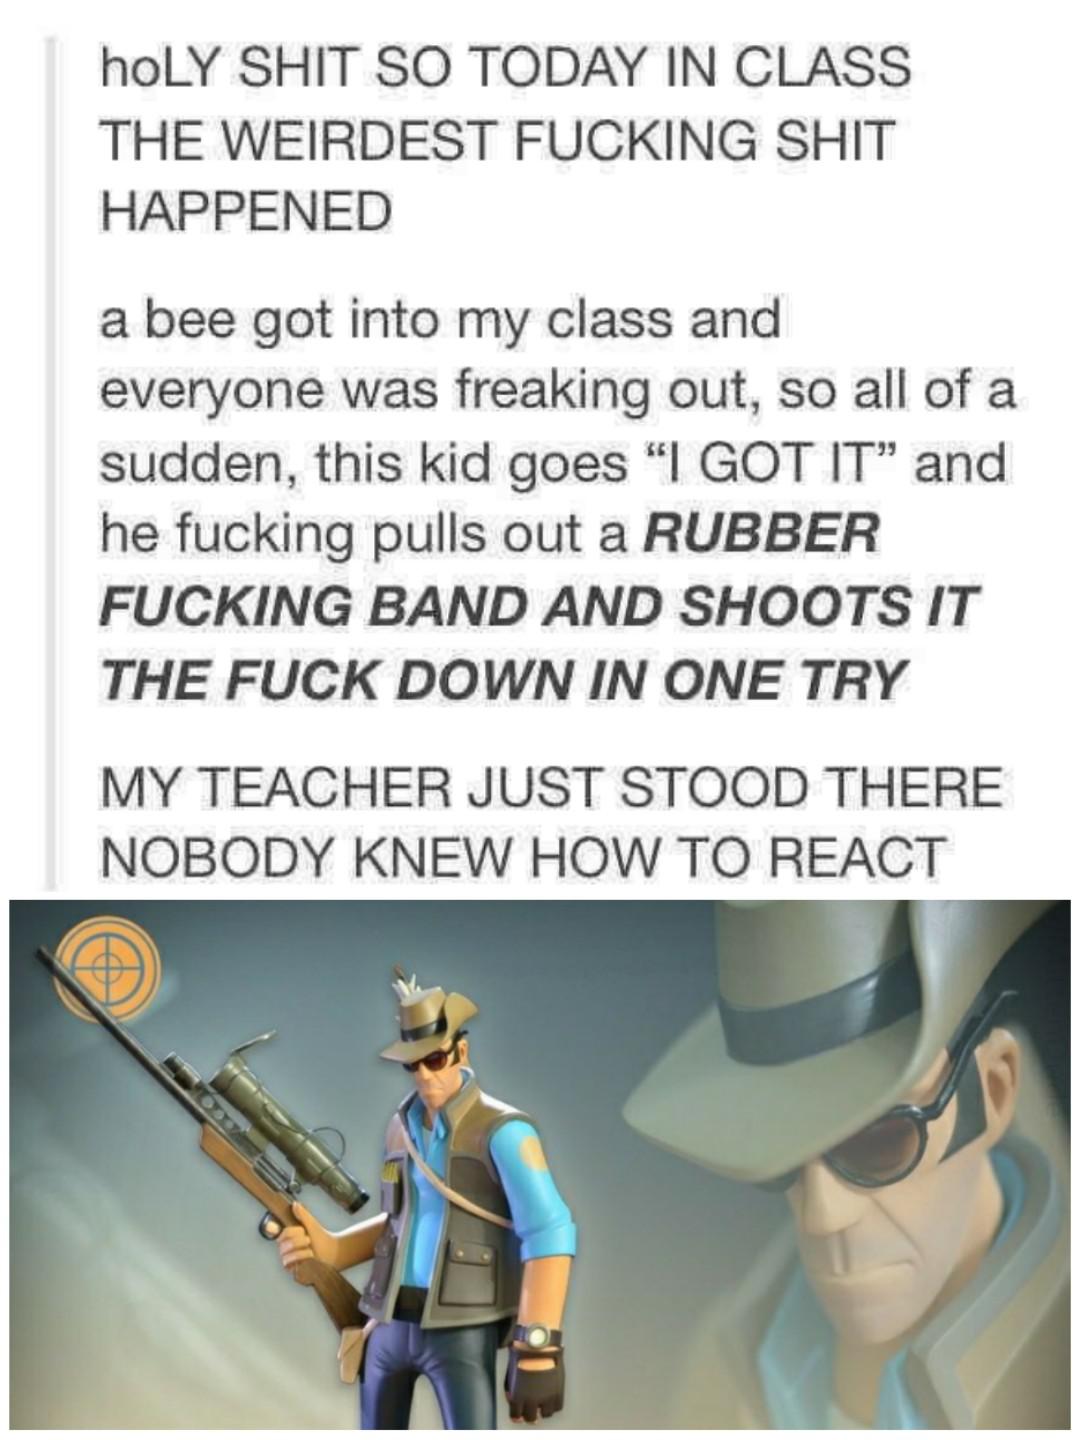 hoLY SHIT SO TODAY IN CLASS
THE WEIRDEST FUCKING SHIT
HAPPENED
a bee got into my class and
everyone was freaking out, so all of a
sudden, this kid goes “I GOT IT” and
he fucking pulls out a RUBBER
FUCKING BAND AND SHOOTS IT
THE FUCK DOWN IN ONE TRY
MY TEACHER JUST STOOD THERE
NOBODY KNEW HOW TO REACT